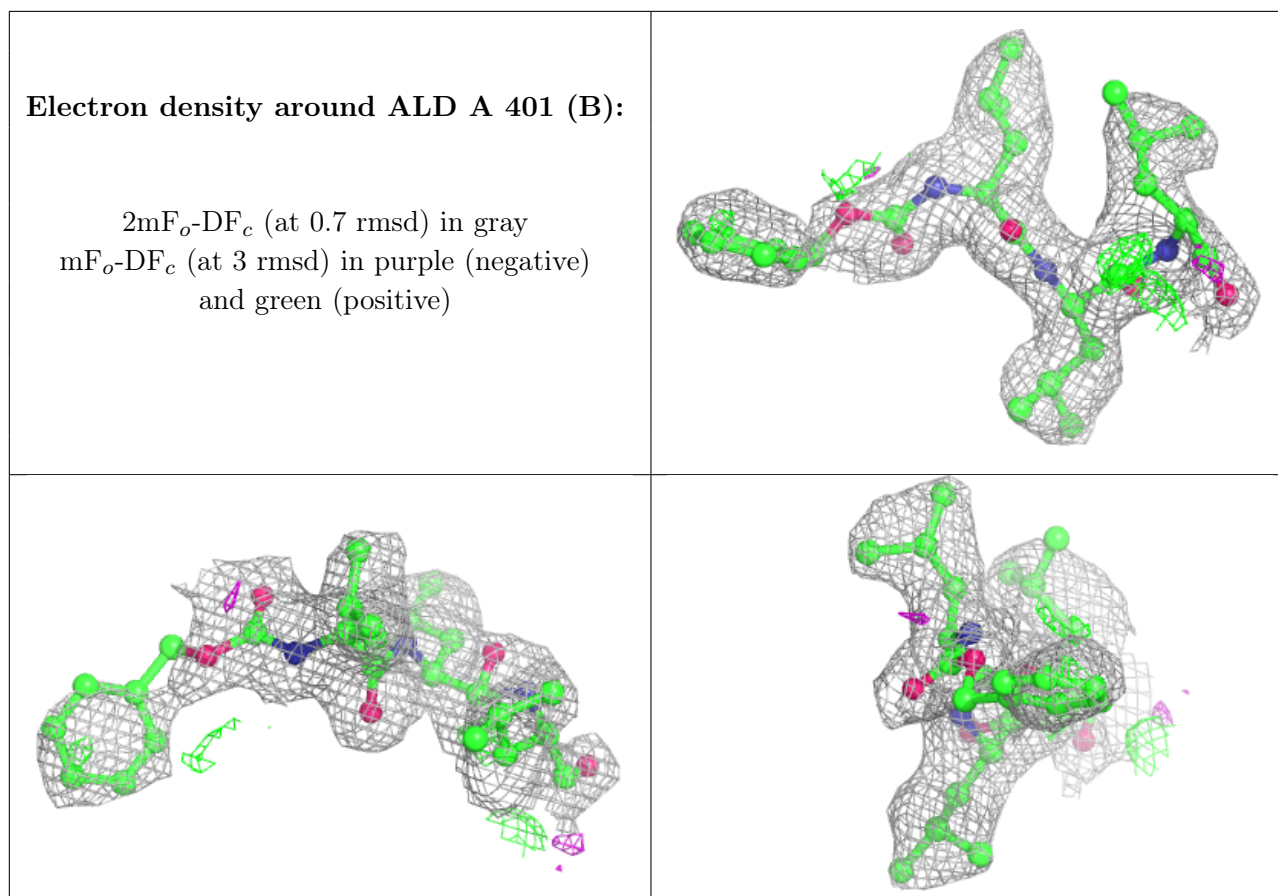 Electron density around ALD A 401 (B):
2mFo-DFc (at 0.7 rmsd) in gray
mFo-DFc (at 3 rmsd) in purple (negative)
and green (positive)